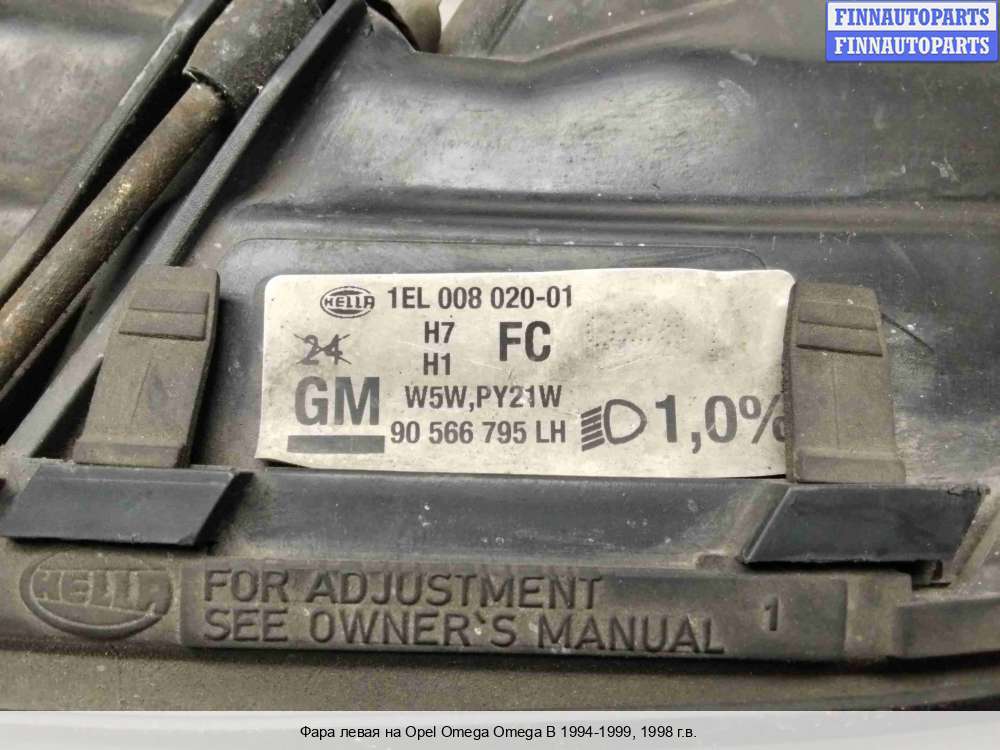 FINNAUTOPARTS
FINNAUTOPARTS
HELLA 1EL 008 020-01
24 H7 FC
H1
GM W5W,PY21W
90 566 795 LH 1,0%
HELLA FOR ADJUSTMENT
SEE OWNER`S MANUAL 1
Фара левая на Opel Omega Omega B 1994-1999, 1998 г.в.